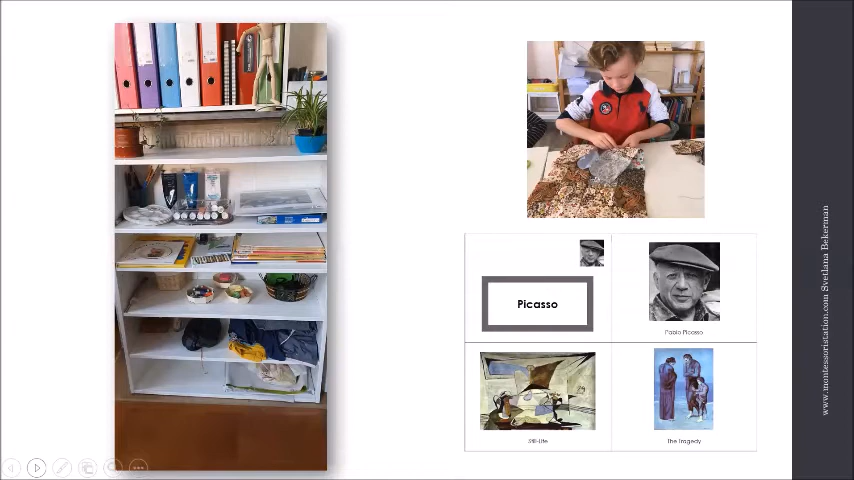 Picasso
Pablo Picasso
Still-Life
The Tragedy
www.montessoristation.com Svetlana Bekerman